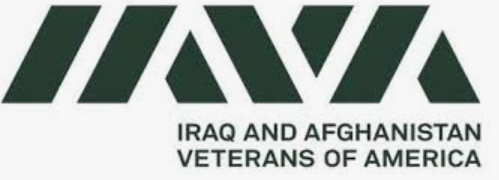 IAVA
IRAQ AND AFGHANISTAN
VETERANS OF AMERICA